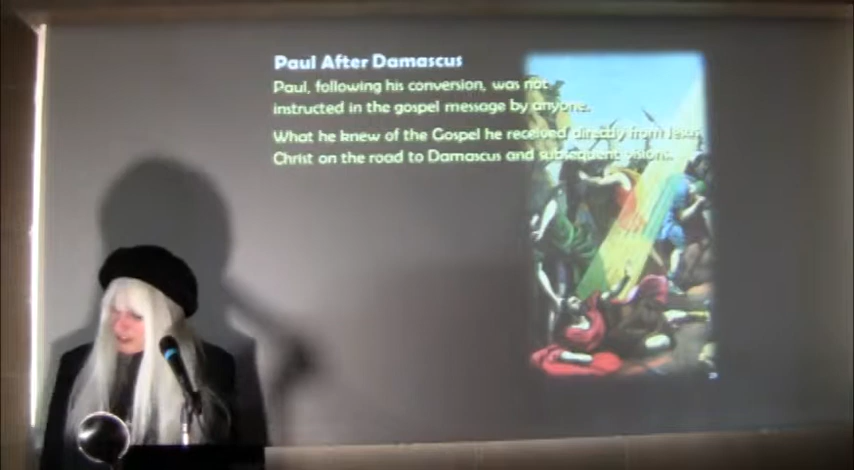 Paul After Damascus
Paul, following his conversion, was not
instructed in the gospel message by anyone.
What he knew of the Gospel he received directly from Jesus
Christ on the road to Damascus and subsequent visions.